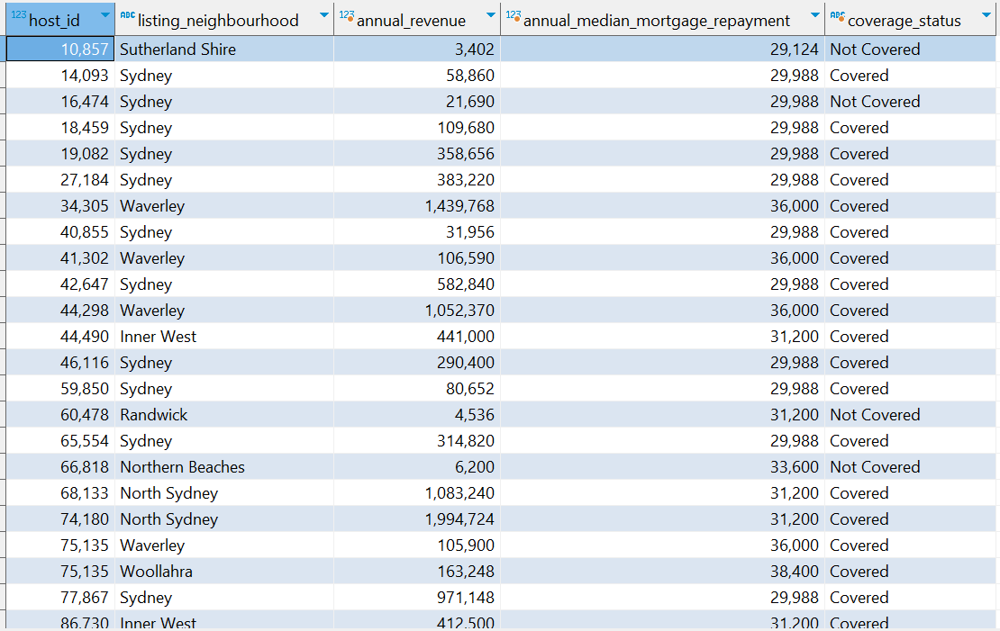 123 host_id ABC listing_neighbourhood 123 annual_revenue 123 annual_median_mortgage_repayment ABC coverage_status
10,857 Sutherland Shire 3,402 29,124 Not Covered
14,093 Sydney 58,860 29,988 Covered
16,474 Sydney 21,690 29,988 Not Covered
18,459 Sydney 109,680 29,988 Covered
19,082 Sydney 358,656 29,988 Covered
27,184 Sydney 383,220 29,988 Covered
34,305 Waverley 1,439,768 36,000 Covered
40,855 Sydney 31,956 29,988 Covered
41,302 Waverley 106,590 36,000 Covered
42,647 Sydney 582,840 29,988 Covered
44,298 Waverley 1,052,370 36,000 Covered
44,490 Inner West 441,000 31,200 Covered
46,116 Sydney 290,400 29,988 Covered
59,850 Sydney 80,652 29,988 Covered
60,478 Randwick 4,536 31,200 Not Covered
65,554 Sydney 314,820 29,988 Covered
66,818 Northern Beaches 6,200 33,600 Not Covered
68,133 North Sydney 1,083,240 31,200 Covered
74,180 North Sydney 1,994,724 31,200 Covered
75,135 Waverley 105,900 36,000 Covered
75,135 Woollahra 163,248 38,400 Covered
77,867 Sydney 971,148 29,988 Covered
86,730 Inner West 412,500 31,200 Covered